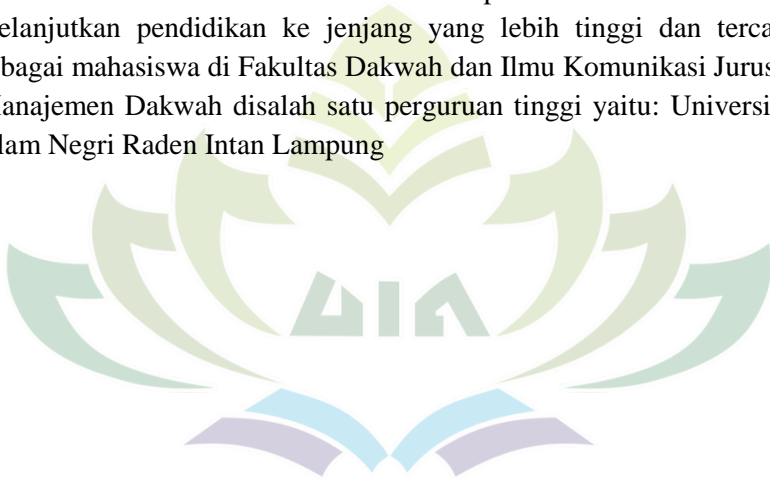 elanjutkan pendidikan ke jenjang yang lebih tinggi dan terca
bagai mahasiswa di Fakultas Dakwah dan Ilmu Komunikasi Jurus
anajemen Dakwah disalah satu perguruan tinggi yaitu: Universi
lam Negri Raden Intan Lampung
UIN